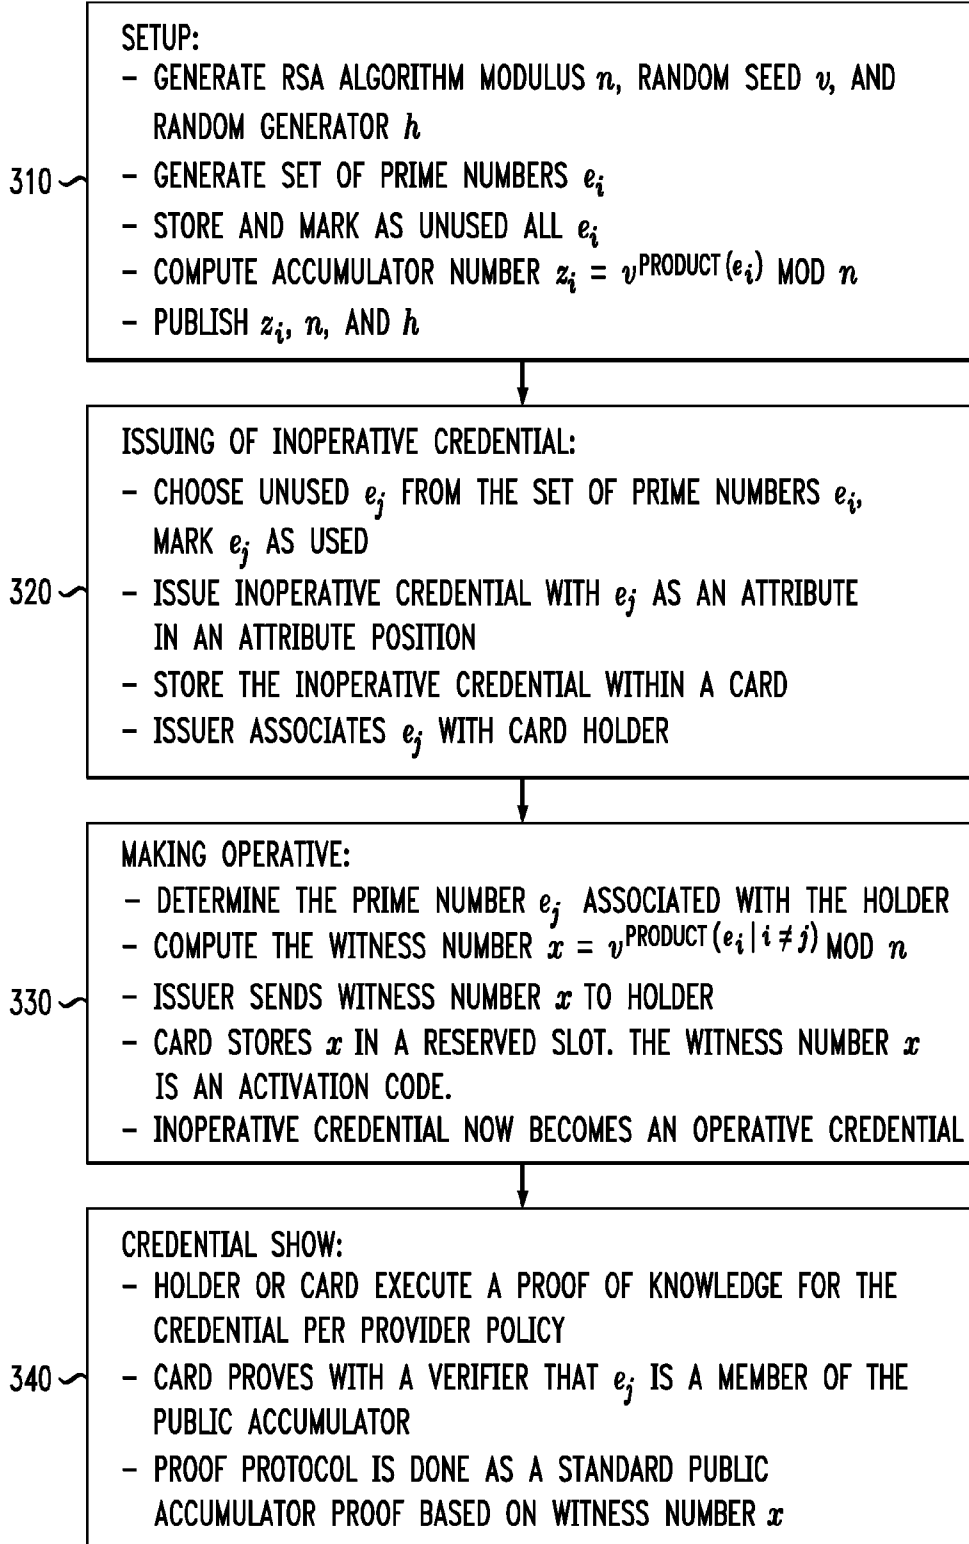 SETUP:
– GENERATE RSA ALGORITHM MODULUS n, RANDOM SEED v, AND
RANDOM GENERATOR h
310
– GENERATE SET OF PRIME NUMBERS e_i
– STORE AND MARK AS UNUSED ALL e_i
– COMPUTE ACCUMULATOR NUMBER z_i = v^PRODUCT(e_i) MOD n
– PUBLISH z_i, n, AND h
ISSUING OF INOPERATIVE CREDENTIAL:
– CHOOSE UNUSED e_j FROM THE SET OF PRIME NUMBERS e_i,
MARK e_j AS USED
320
– ISSUE INOPERATIVE CREDENTIAL WITH e_j AS AN ATTRIBUTE
IN AN ATTRIBUTE POSITION
– STORE THE INOPERATIVE CREDENTIAL WITHIN A CARD
– ISSUER ASSOCIATES e_j WITH CARD HOLDER
MAKING OPERATIVE:
– DETERMINE THE PRIME NUMBER e_j ASSOCIATED WITH THE HOLDER
– COMPUTE THE WITNESS NUMBER x = v^PRODUCT(e_i | i ≠ j) MOD n
330
– ISSUER SENDS WITNESS NUMBER x TO HOLDER
– CARD STORES x IN A RESERVED SLOT. THE WITNESS NUMBER x
IS AN ACTIVATION CODE.
– INOPERATIVE CREDENTIAL NOW BECOMES AN OPERATIVE CREDENTIAL
CREDENTIAL SHOW:
– HOLDER OR CARD EXECUTE A PROOF OF KNOWLEDGE FOR THE
CREDENTIAL PER PROVIDER POLICY
340
– CARD PROVES WITH A VERIFIER THAT e_j IS A MEMBER OF THE
PUBLIC ACCUMULATOR
– PROOF PROTOCOL IS DONE AS A STANDARD PUBLIC
ACCUMULATOR PROOF BASED ON WITNESS NUMBER x